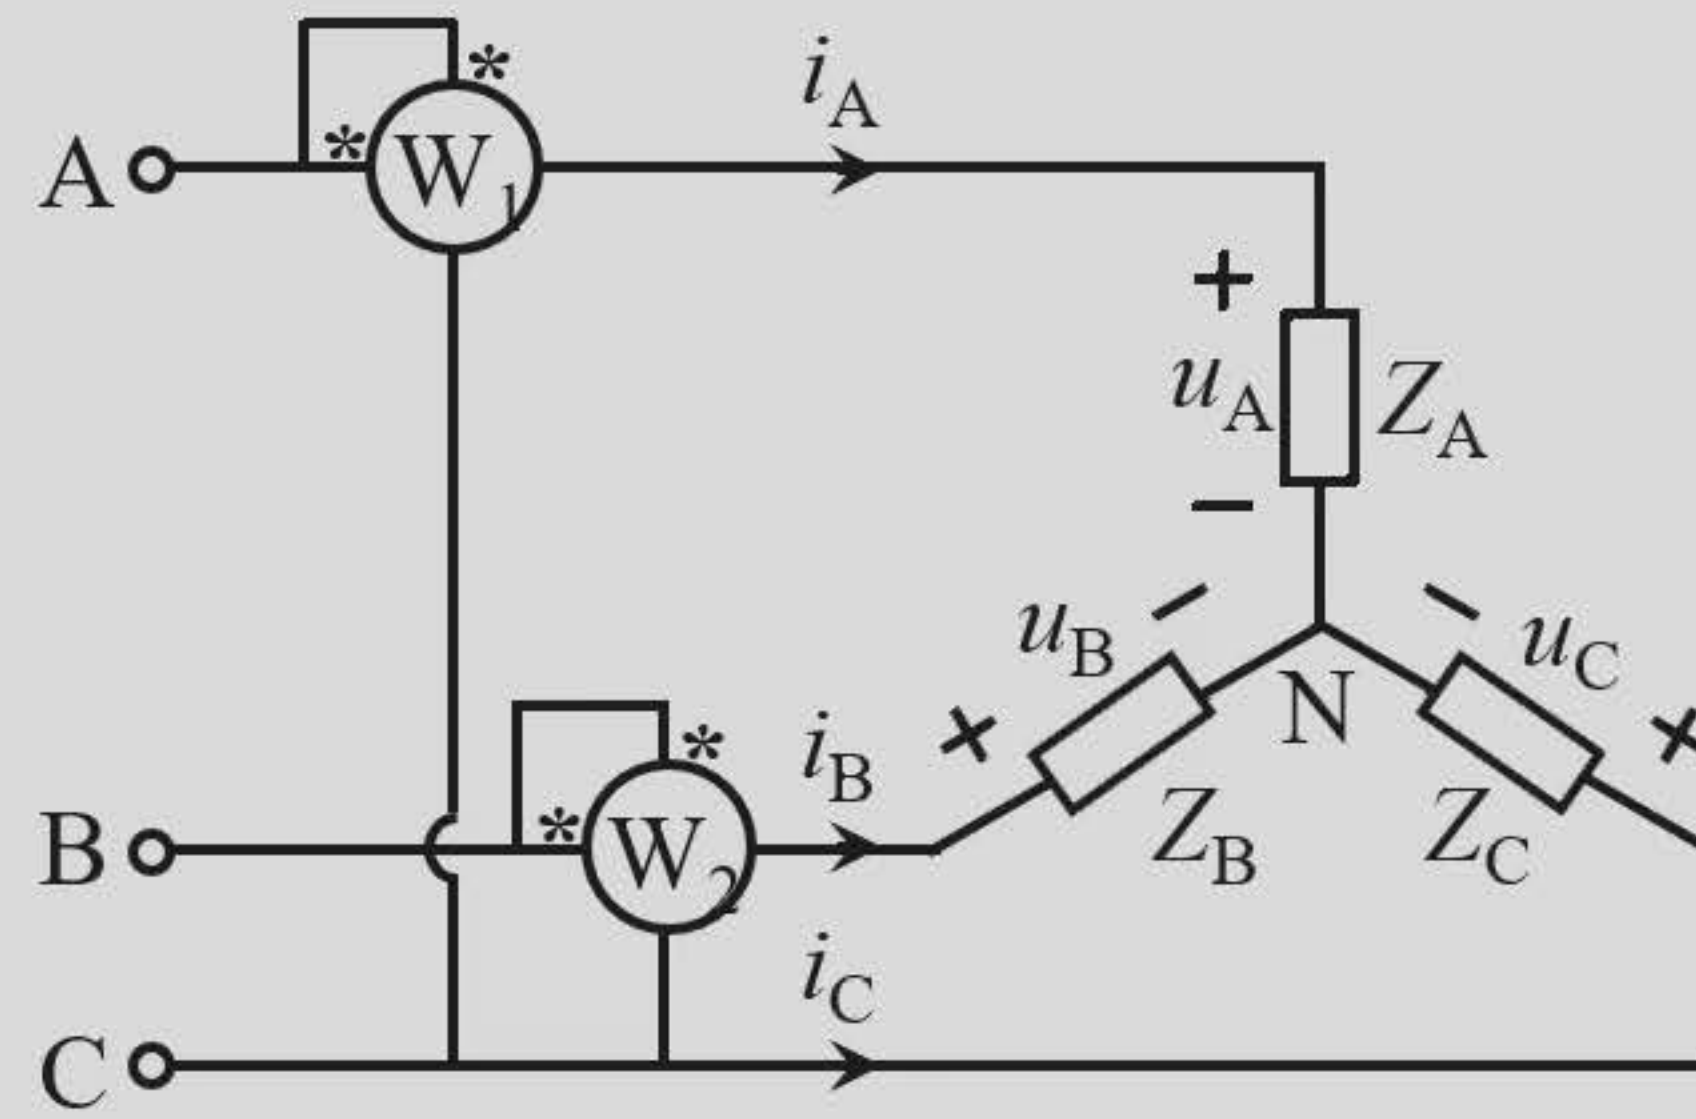 *
i_A
A
*
W_1
+
u_A
Z_A
−
u_B
−
−
u_C
N
+
+
*
i_B
B
*
W_2
Z_B
Z_C
i_C
C